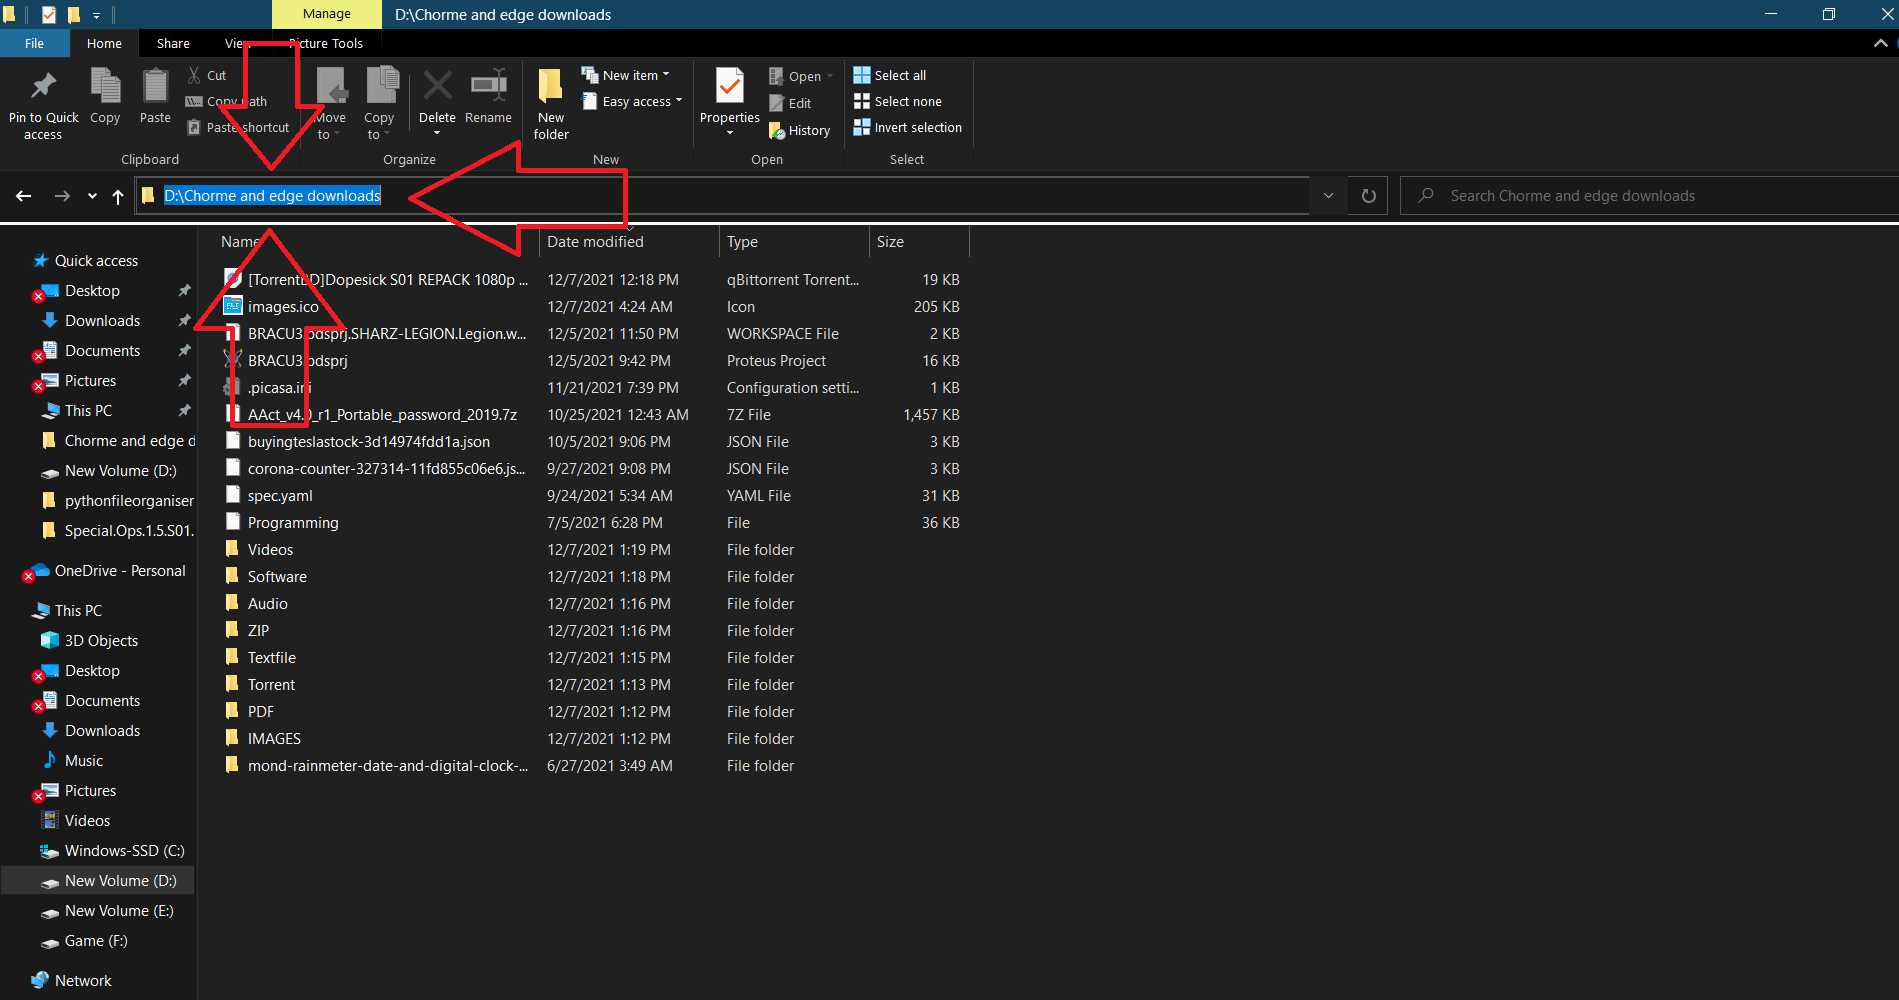 Manage
D:\Chorme and edge downloads
File Home Share View Picture Tools
Pin to Quick access
Copy
Paste
Cut
Copy path
Paste shortcut
Clipboard
Move to
Copy to
Delete
Rename
Organize
New folder
New item
Easy access
New
Properties
Open
Edit
History
Open
Select all
Select none
Invert selection
Select
D:\Chorme and edge downloads
Search Chorme and edge downloads
Quick access
Desktop
Downloads
Documents
Pictures
This PC
Chorme and edge d
New Volume (D:)
pythonfileorganiser
Special.Ops.1.5.S01.
OneDrive - Personal
This PC
3D Objects
Desktop
Documents
Downloads
Music
Pictures
Videos
Windows-SSD (C:)
New Volume (D:)
New Volume (E:)
Game (F:)
Network
Name Date modified Type Size
[TorrentBD]Dopesick S01 REPACK 1080p ... 12/7/2021 12:18 PM qBittorrent Torrent... 19 KB
images.ico 12/7/2021 4:24 AM Icon 205 KB
BRACU3.pdsprj.SHARZ-LEGION.Legion.w... 12/5/2021 11:50 PM WORKSPACE File 2 KB
BRACU3.pdsprj 12/5/2021 9:42 PM Proteus Project 16 KB
.picasa.ini 11/21/2021 7:39 PM Configuration setti... 1 KB
AAct_v4.0_r1_Portable_password_2019.7z 10/25/2021 12:43 AM 7Z File 1,457 KB
buyingteslastock-3d14974fdd1a.json 10/5/2021 9:06 PM JSON File 3 KB
corona-counter-327314-11fd855c06e6.js... 9/27/2021 9:08 PM JSON File 3 KB
spec.yaml 9/24/2021 5:34 AM YAML File 31 KB
Programming 7/5/2021 6:28 PM File 36 KB
Videos 12/7/2021 1:19 PM File folder
Software 12/7/2021 1:18 PM File folder
Audio 12/7/2021 1:16 PM File folder
ZIP 12/7/2021 1:16 PM File folder
Textfile 12/7/2021 1:15 PM File folder
Torrent 12/7/2021 1:13 PM File folder
PDF 12/7/2021 1:12 PM File folder
IMAGES 12/7/2021 1:12 PM File folder
mond-rainmeter-date-and-digital-clock-... 6/27/2021 3:49 AM File folder